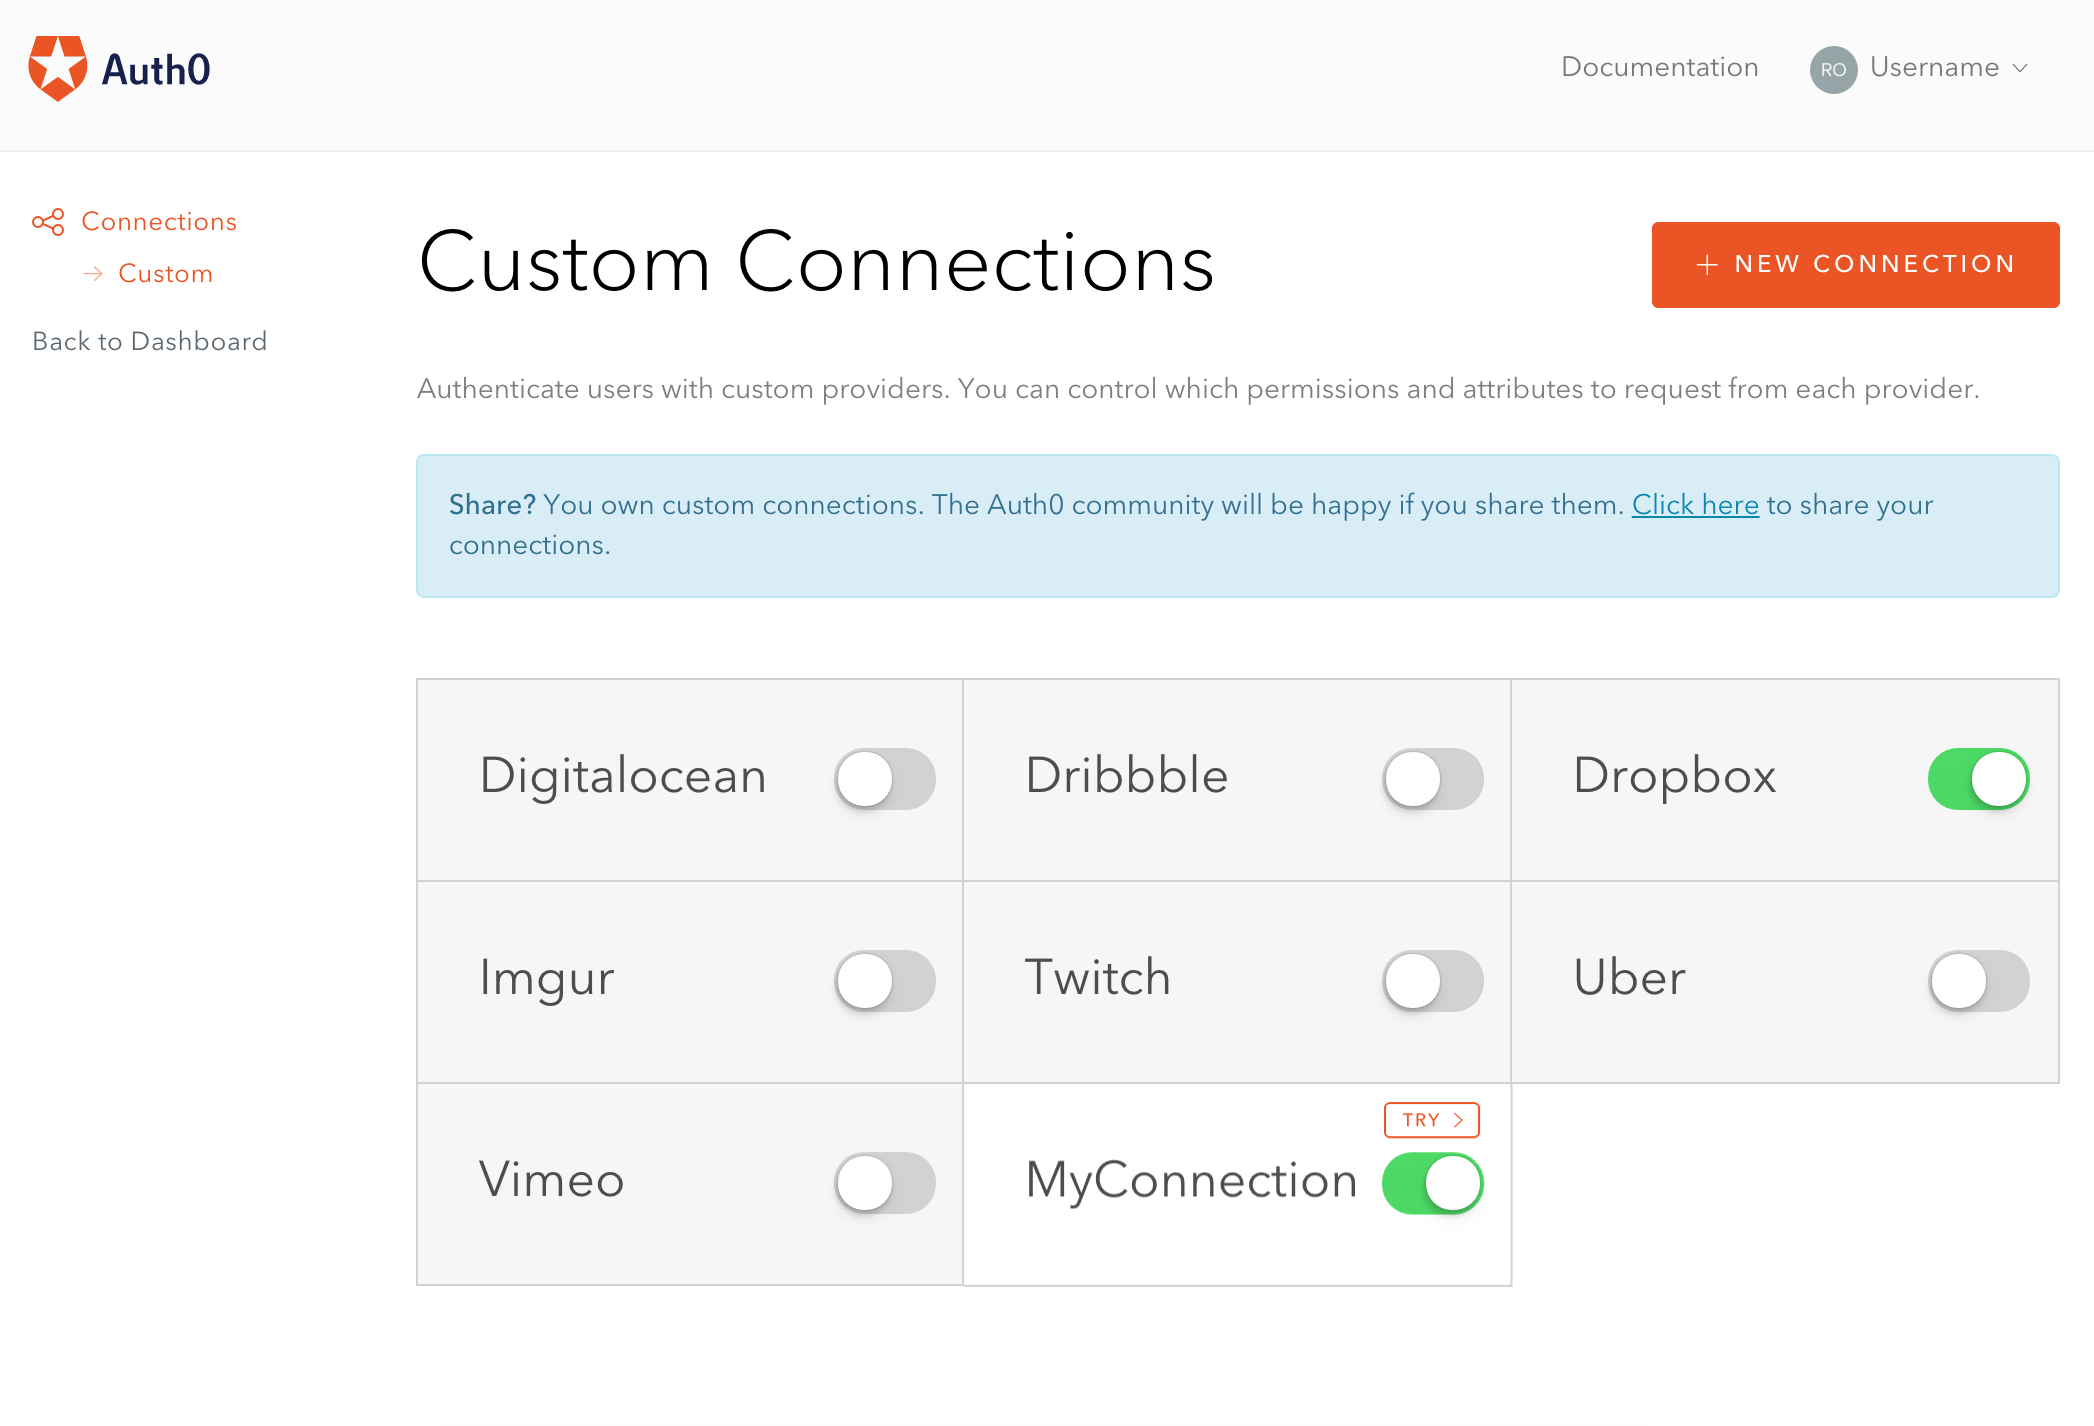 Auth0
Documentation
RO
Username
Connections
Custom
Back to Dashboard
Custom Connections
+ NEW CONNECTION
Authenticate users with custom providers. You can control which permissions and attributes to request from each provider.
Share? You own custom connections. The Auth0 community will be happy if you share them. Click here to share your
connections.
Digitalocean
Dribbble
Dropbox
Imgur
Twitch
Uber
Vimeo
TRY
MyConnection